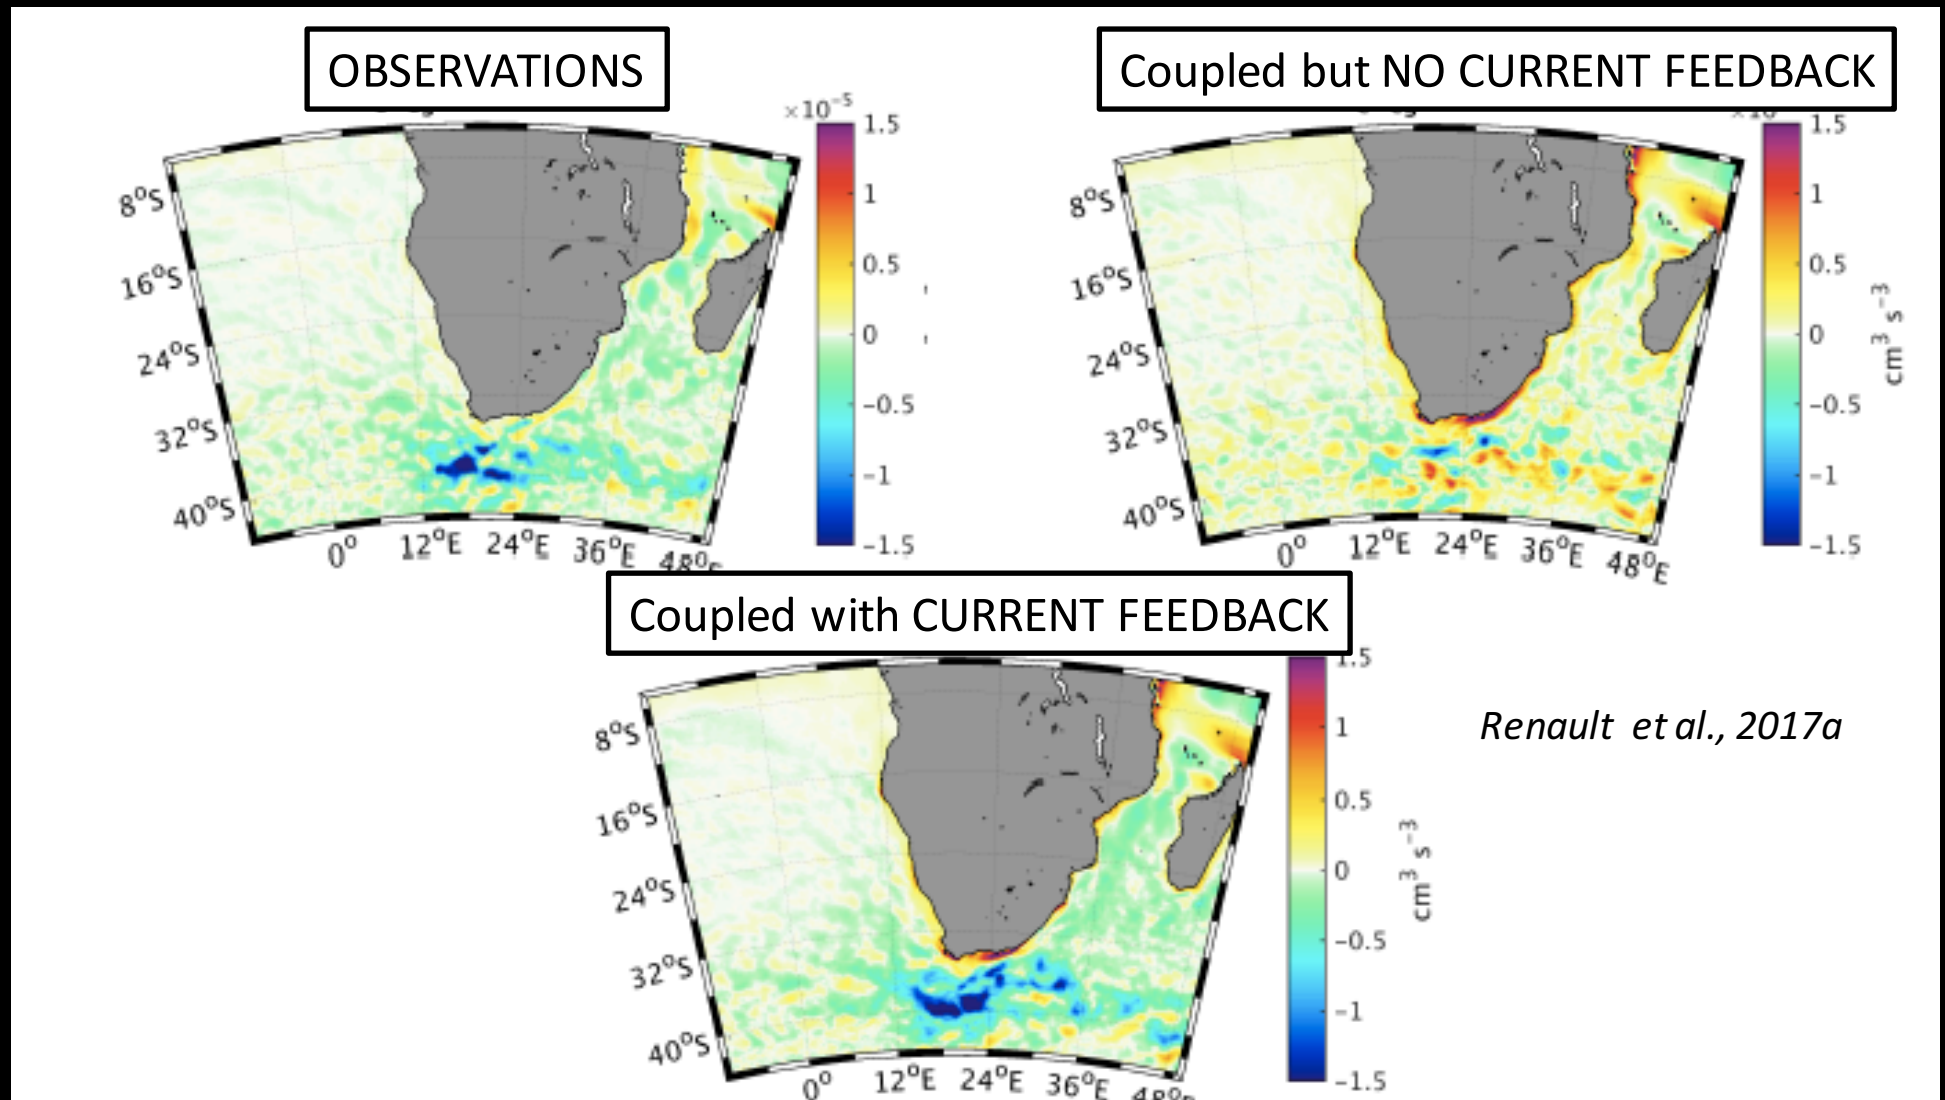 OBSERVATIONS
×10⁻⁵
1.5
1
0.5
0
−0.5
−1
−1.5
8°S
16°S
24°S
32°S
40°S
0°
12°E
24°E
36°E
Coupled but NO CURRENT FEEDBACK
1.5
1
0.5
0
−0.5
−1
−1.5
cm³ s⁻³
8°S
16°S
24°S
32°S
40°S
0°
12°E
24°E
36°E
48°E
Coupled with CURRENT FEEDBACK
1.5
1
0.5
0
−0.5
−1
−1.5
cm³ s⁻³
8°S
16°S
24°S
32°S
40°S
0°
12°E
24°E
36°E
Renault et al., 2017a